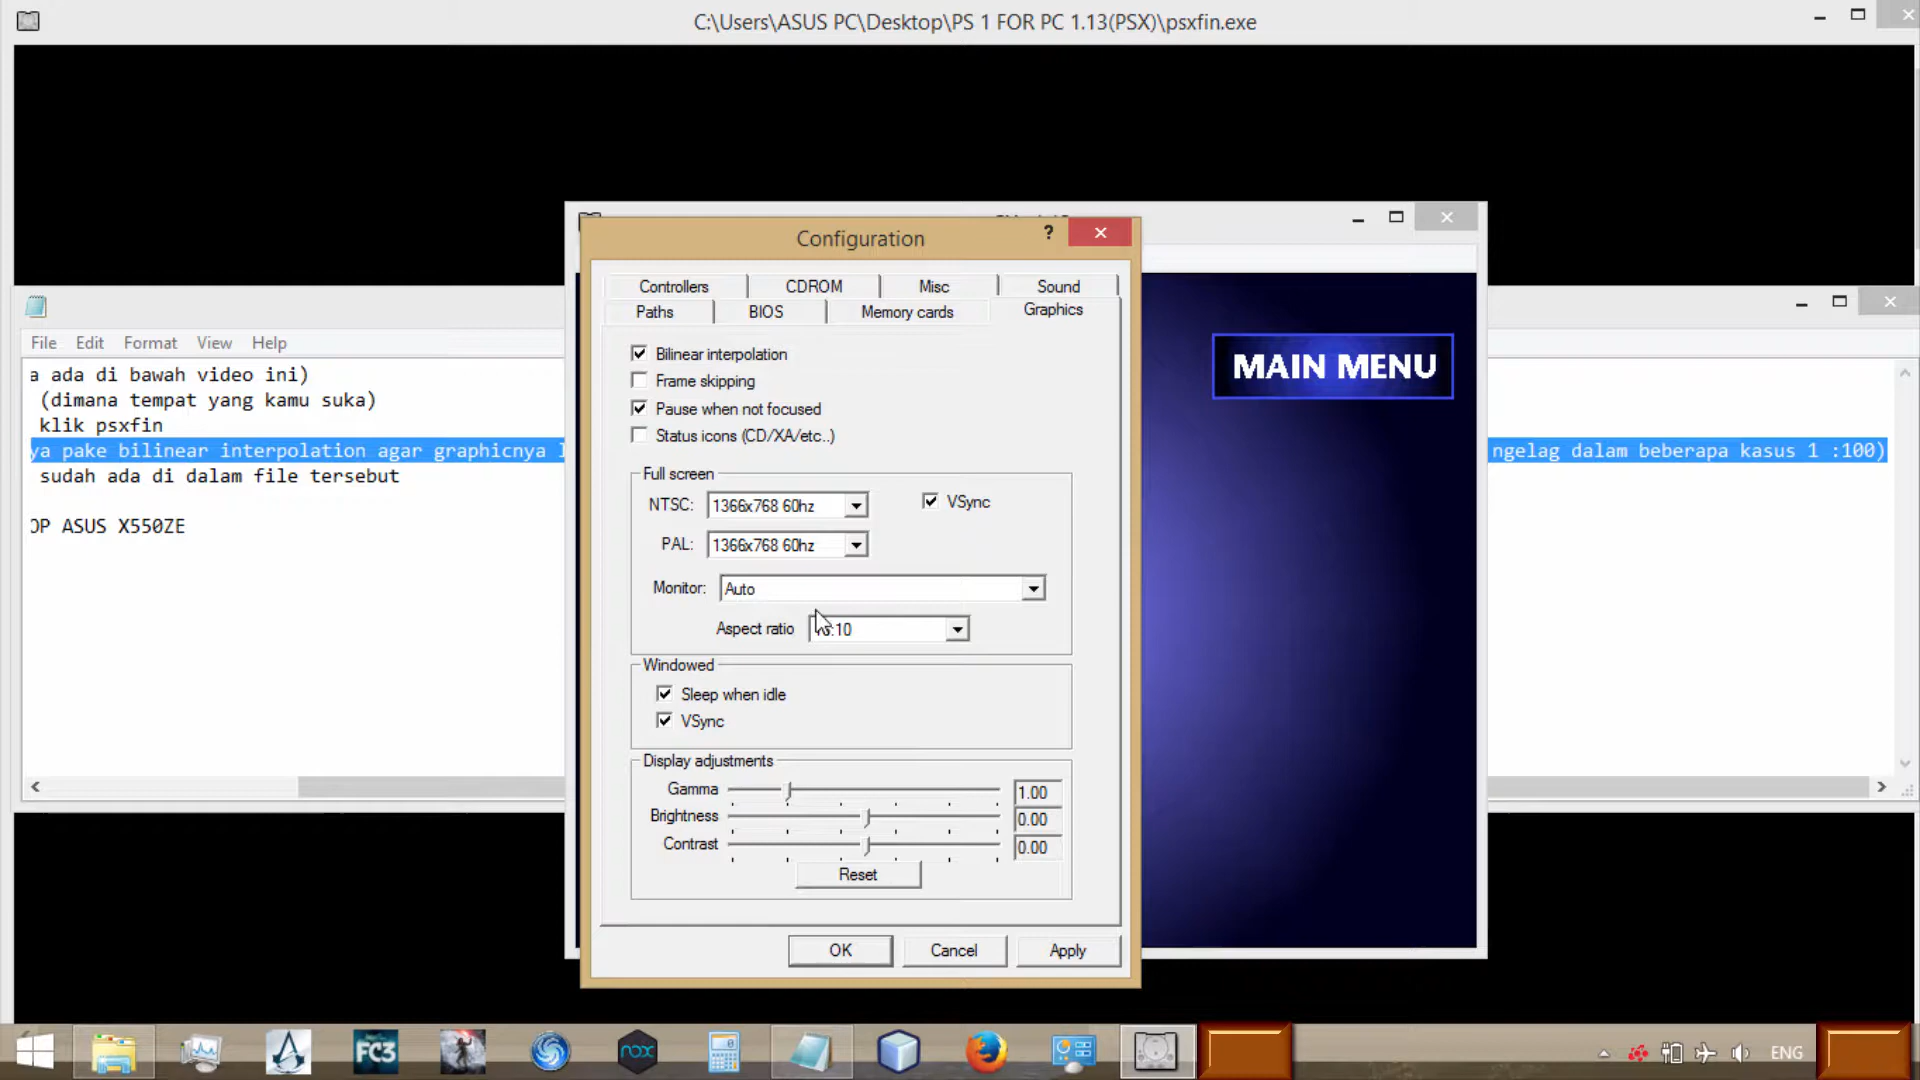 C:\Users\ASUS PC\Desktop\PS 1 FOR PC 1.13(PSX)\psxfin.exe
File Edit Format View Help
a ada di bawah video ini)
(dimana tempat yang kamu suka)
klik psxfin
ya pake bilinear interpolation agar graphicnya
ngelag dalam beberapa kasus 1 :100)
sudah ada di dalam file tersebut
OP ASUS X550ZE
Configuration
?
Controllers CDROM Misc Sound
Paths BIOS Memory cards Graphics
Bilinear interpolation
Frame skipping
Pause when not focused
Status icons (CD/XA/etc..)
Full screen
NTSC: 1366x768 60hz VSync
PAL: 1366x768 60hz
Monitor: Auto
Aspect ratio :10
Windowed
Sleep when idle
VSync
Display adjustments
Gamma 1.00
Brightness 0.00
Contrast 0.00
Reset
OK Cancel Apply
MAIN MENU
FC3
nox
ENG